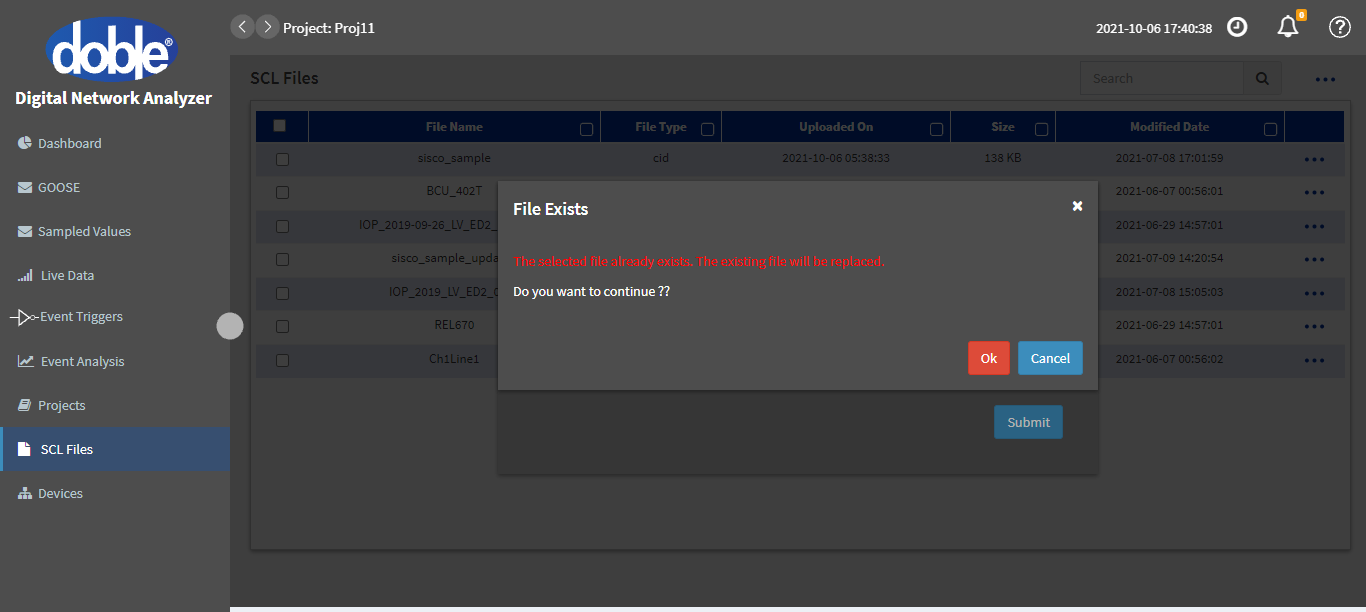 doble®
Digital Network Analyzer
Dashboard
GOOSE
Sampled Values
Live Data
Event Triggers
Event Analysis
Projects
SCL Files
Devices
Project: Proj11
2021-10-06 17:40:38
0
SCL Files
Search
File Name File Type Uploaded On Size Modified Date
sisco_sample cid 2021-10-06 05:38:33 138 KB 2021-07-08 17:01:59
BCU_402T 2021-06-07 00:56:01
IOP_2019-09-26_LV_ED2_ 2021-06-29 14:57:01
sisco_sample_upda 2021-07-09 14:20:54
IOP_2019_LV_ED2_ 2021-07-08 15:05:03
REL670 2021-06-29 14:57:01
Ch1Line1 2021-06-07 00:56:02
File Exists
The selected file already exists. The existing file will be replaced.
Do you want to continue ??
Ok Cancel
Submit